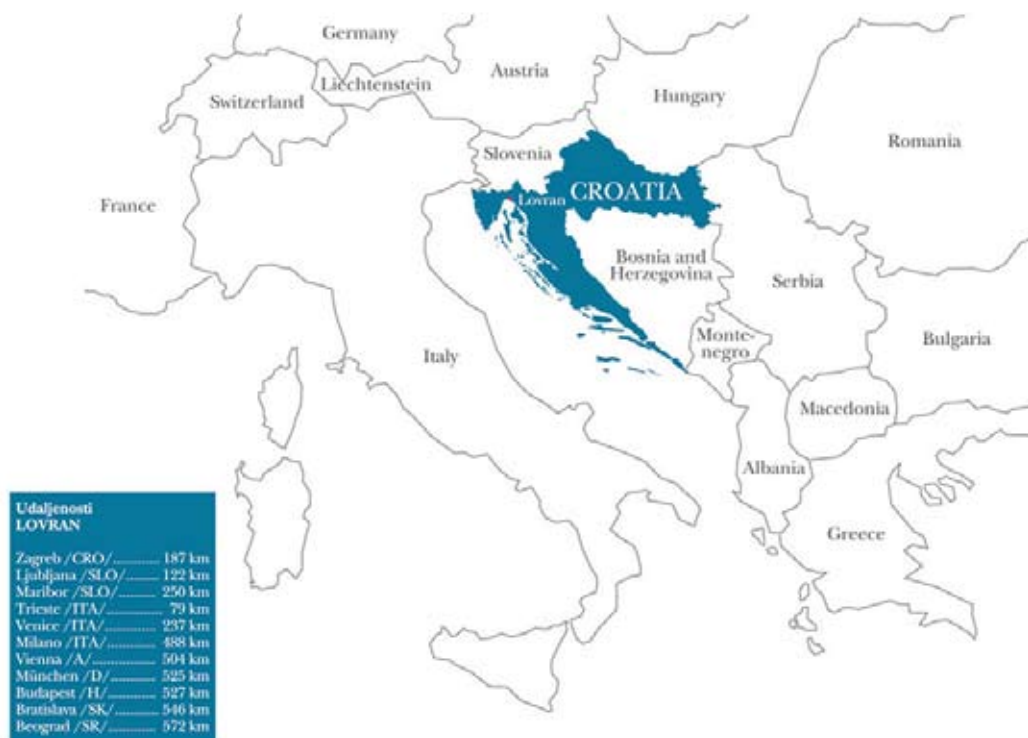 Germany
Liechtenstein
Austria
Switzerland
Hungary
Romania
Slovenia
France
CROATIA
Lovran
Bosnia and
Herzegovina
Serbia
Monte-
negro
Bulgaria
Italy
Macedonia
Albania
Greece
Udaljenosti
LOVRAN
Zagreb /CRO/............ 187 km
Ljubljana /SLO/......... 122 km
Maribor /SLO/........... 250 km
Trieste /ITA/............... 79 km
Venice /ITA/.............. 237 km
Milano /ITA/.............. 488 km
Vienna /A/................. 504 km
München /D/............ 525 km
Budapest /H/............. 527 km
Bratislava /SK/........... 546 km
Beograd /SR/............. 572 km